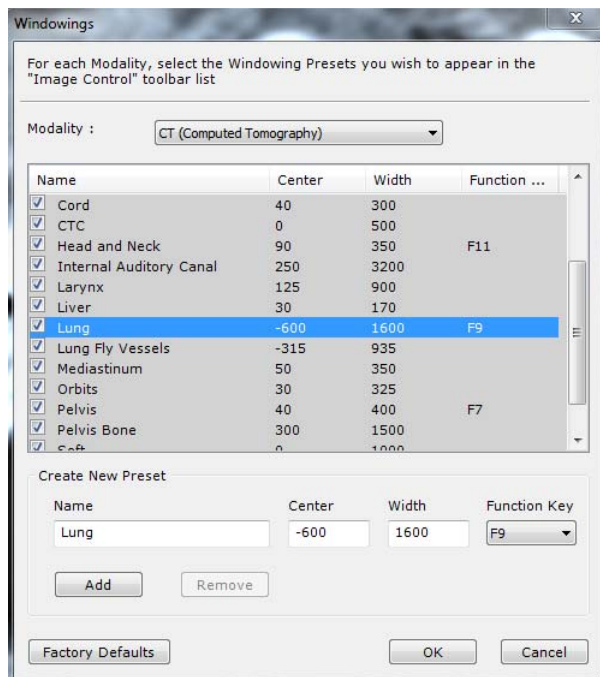 Windowings
x
For each Modality, select the Windowing Presets you wish to appear in the
"Image Control" toolbar list
Modality : CT (Computed Tomography)
Name Center Width Function ...
Cord 40 300
CTC 0 500
Head and Neck 90 350 F11
Internal Auditory Canal 250 3200
Larynx 125 900
Liver 30 170
Lung -600 1600 F9
Lung Fly Vessels -315 935
Mediastinum 50 350
Orbits 30 325
Pelvis 40 400 F7
Pelvis Bone 300 1500
Soft 0 1000
Create New Preset
Name Center Width Function Key
Lung -600 1600 F9
Add Remove
Factory Defaults OK Cancel